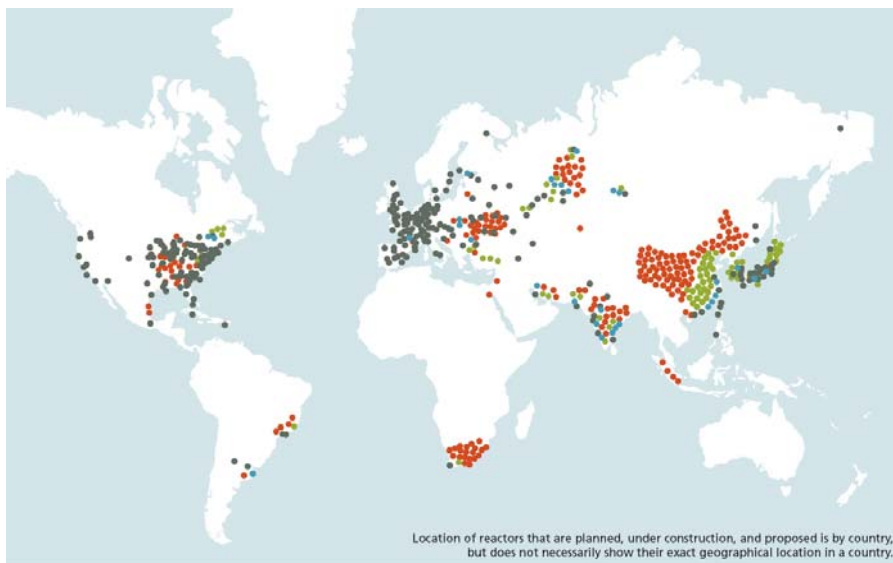 Location of reactors that are planned, under construction, and proposed is by country,
but does not necessarily show their exact geographical location in a country.